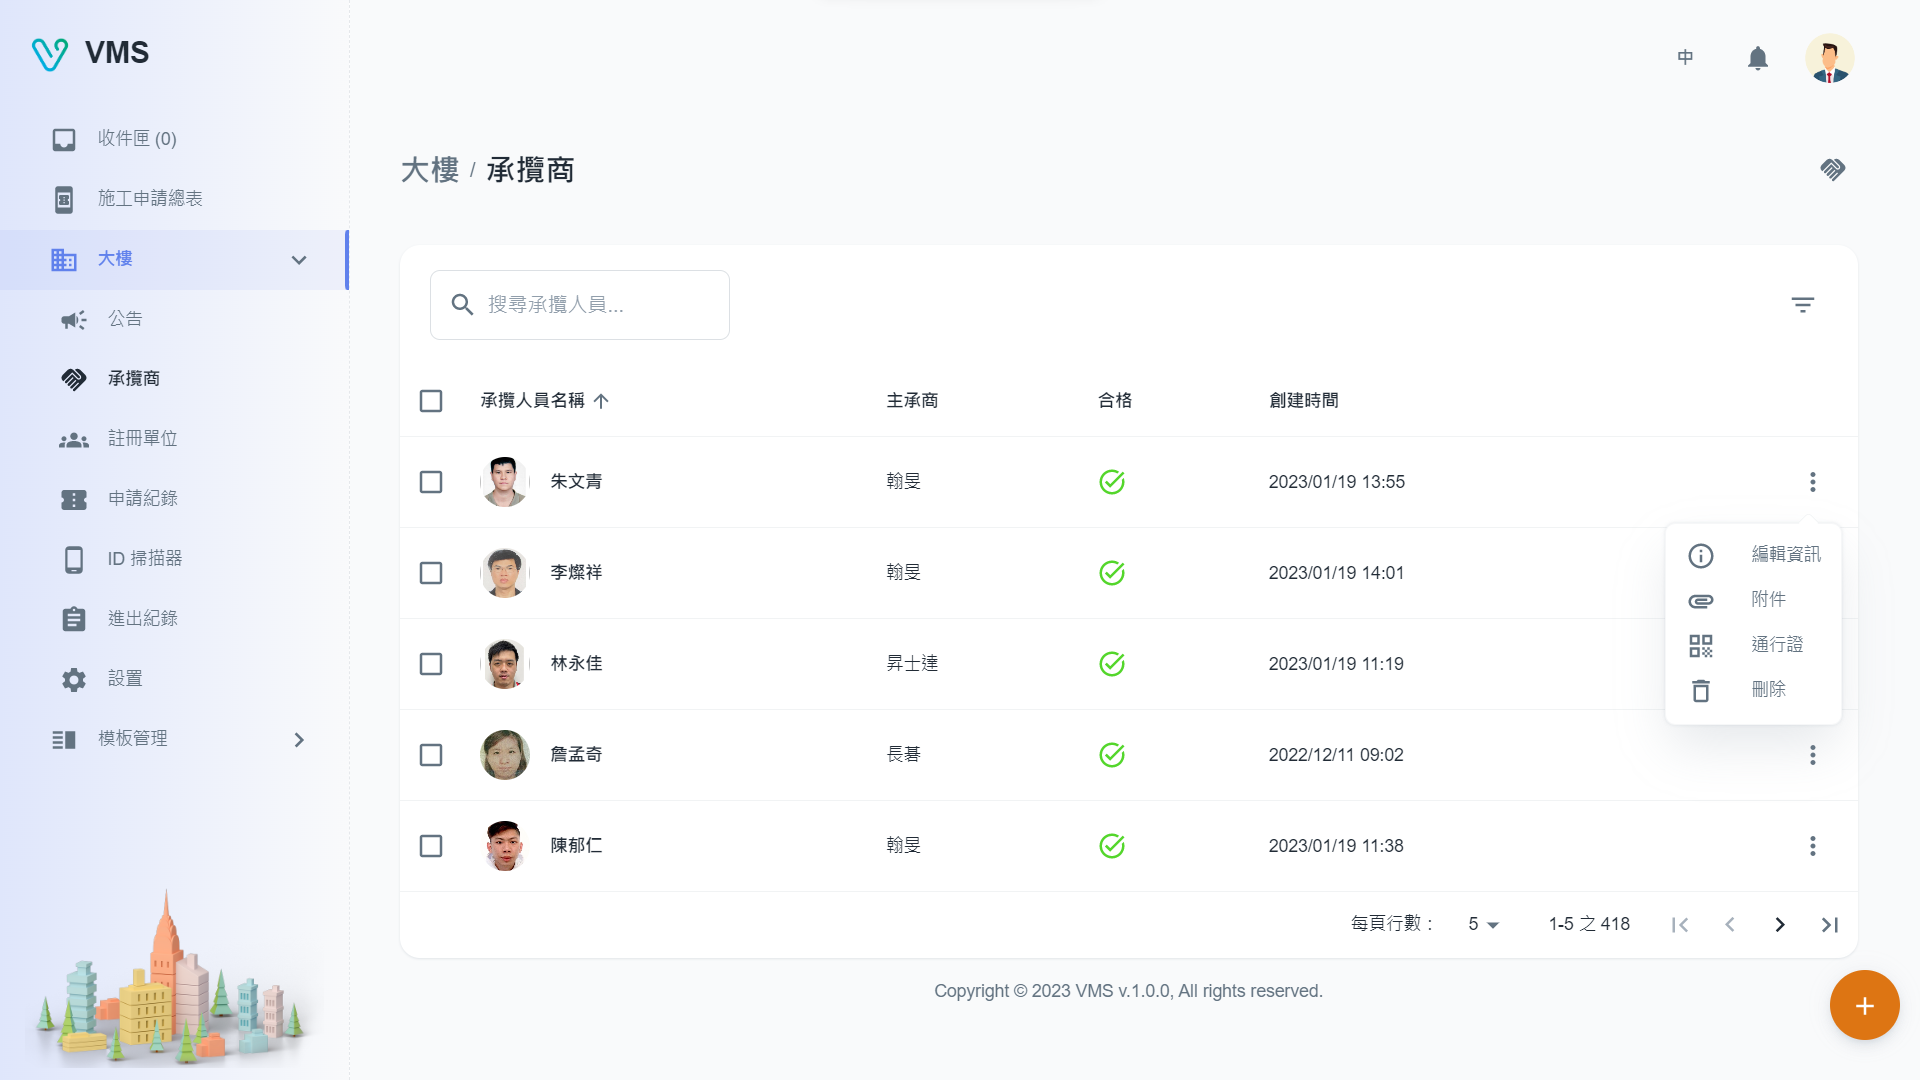 VMS
中
收件匣 (0)
施工申請總表
大樓
公告
承攬商
註冊單位
申請紀錄
ID 掃描器
進出紀錄
設置
模板管理
大樓 / 承攬商
搜尋承攬人員...
承攬人員名稱 主承商 合格 創建時間
朱文青 翰旻 2023/01/19 13:55
李燦祥 翰旻 2023/01/19 14:01
林永佳 昇士達 2023/01/19 11:19
詹孟奇 長碁 2022/12/11 09:02
陳郁仁 翰旻 2023/01/19 11:38
編輯資訊
附件
通行證
刪除
每頁行數： 5 1-5 之 418
Copyright © 2023 VMS v.1.0.0, All rights reserved.